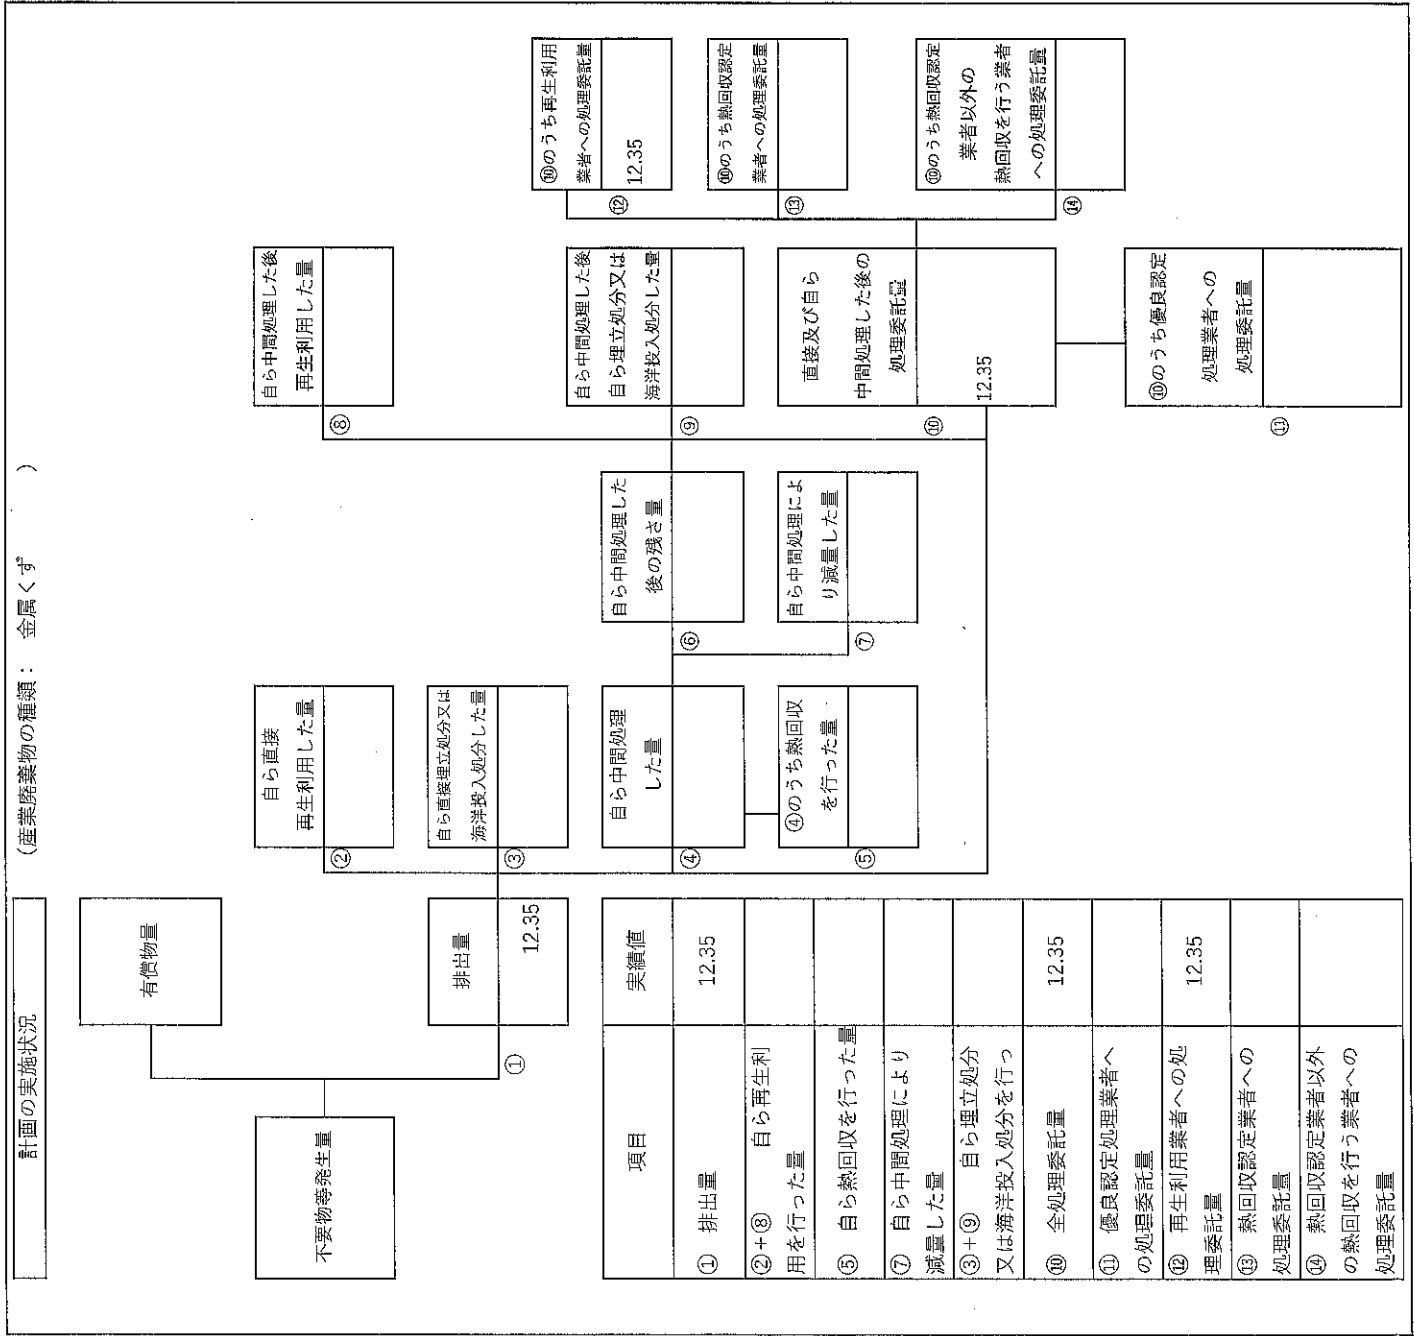 計画の実施状況
（産業廃棄物の種類： 金属くず ）
有償物量
不要物等発生量
排出量
①
12.35
自ら直接
再生利用した量
②
自ら直接埋立処分又は
海洋投入処分した量
③
自ら中間処理
した量
④
④のうち熱回収
を行った量
⑤
自ら中間処理した
後の残さ量
⑥
自ら中間処理によ
り減量した量
⑦
自ら中間処理した後
再生利用した量
⑧
自ら中間処理した後
自ら埋立処分又は
海洋投入処分した量
⑨
直接及び自ら
中間処理した後の
処理委託量
⑩
12.35
⑩のうち優良認定
処理業者への
処理委託量
⑪
⑩のうち再生利用
業者への処理委託量
⑫
12.35
⑩のうち熱回収認定
業者への処理委託量
⑬
⑩のうち熱回収認定
業者以外の
熱回収を行う業者
への処理委託量
⑭
項目 実績値
① 排出量 12.35
②+⑧ 自ら再生利
用を行った量
⑤ 自ら熱回収を行った量
⑦ 自ら中間処理により
減量した量
③+⑨ 自ら埋立処分
又は海洋投入処分を行っ
⑩ 全処理委託量 12.35
⑪ 優良認定処理業者へ
の処理委託量
⑫ 再生利用業者への処
理委託量 12.35
⑬ 熱回収認定業者への
処理委託量
⑭ 熱回収認定業者以外
の熱回収を行う業者への
処理委託量